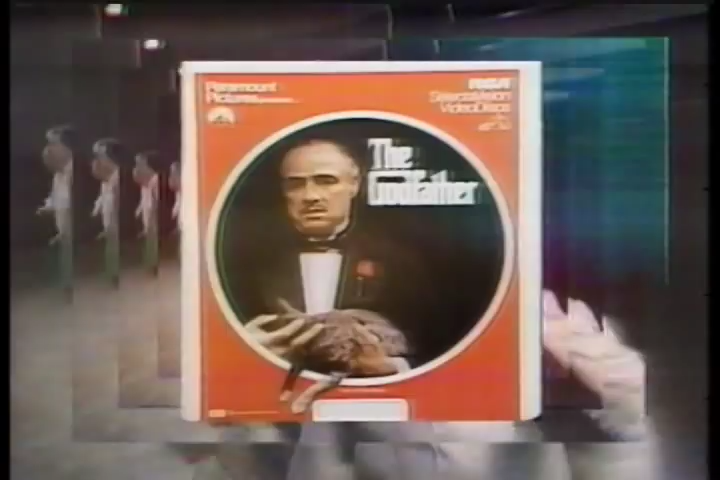 Paramount
Pictures
RCA
SelectaVision
VideoDiscs
The
Godfather